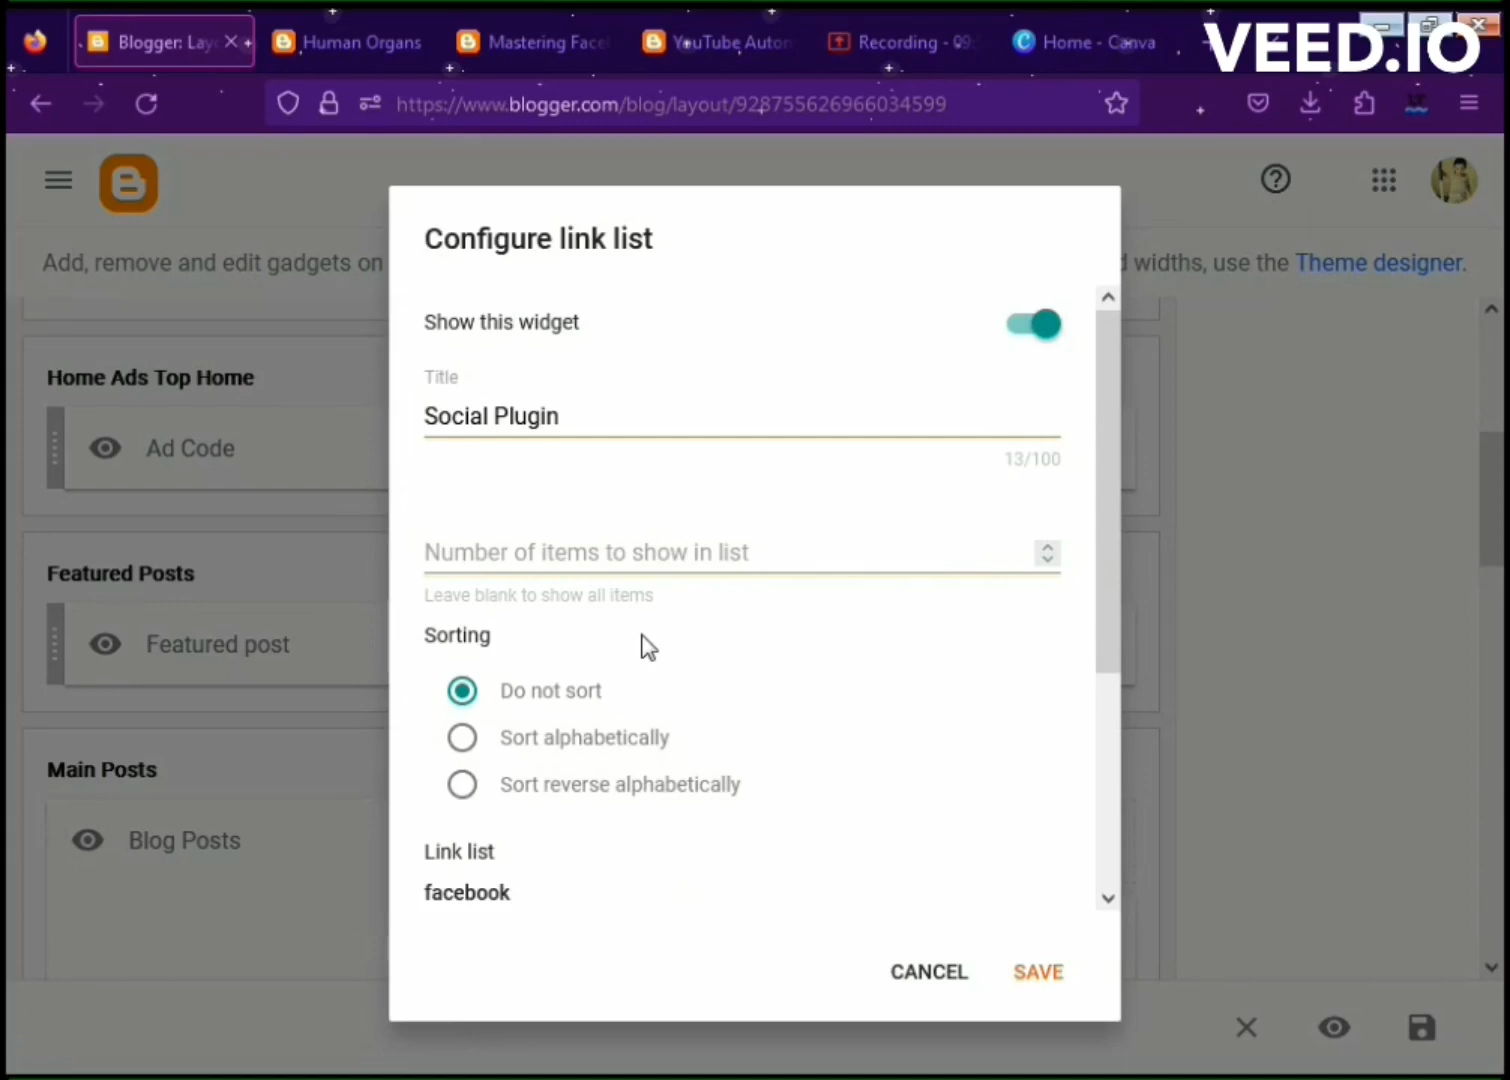 Blogger: Lay
Human Organs
Mastering Face
YouTube Autom
Recording - 09:
Home - Canva
VEED.IO
https://www.blogger.com/blog/layout/928755626966034599
Add, remove and edit gadgets on
d widths, use the Theme designer.
Configure link list
Show this widget
Title
Social Plugin
13/100
Number of items to show in list
Leave blank to show all items
Sorting
Do not sort
Sort alphabetically
Sort reverse alphabetically
Link list
facebook
CANCEL
SAVE
Home Ads Top Home
Ad Code
Featured Posts
Featured post
Main Posts
Blog Posts